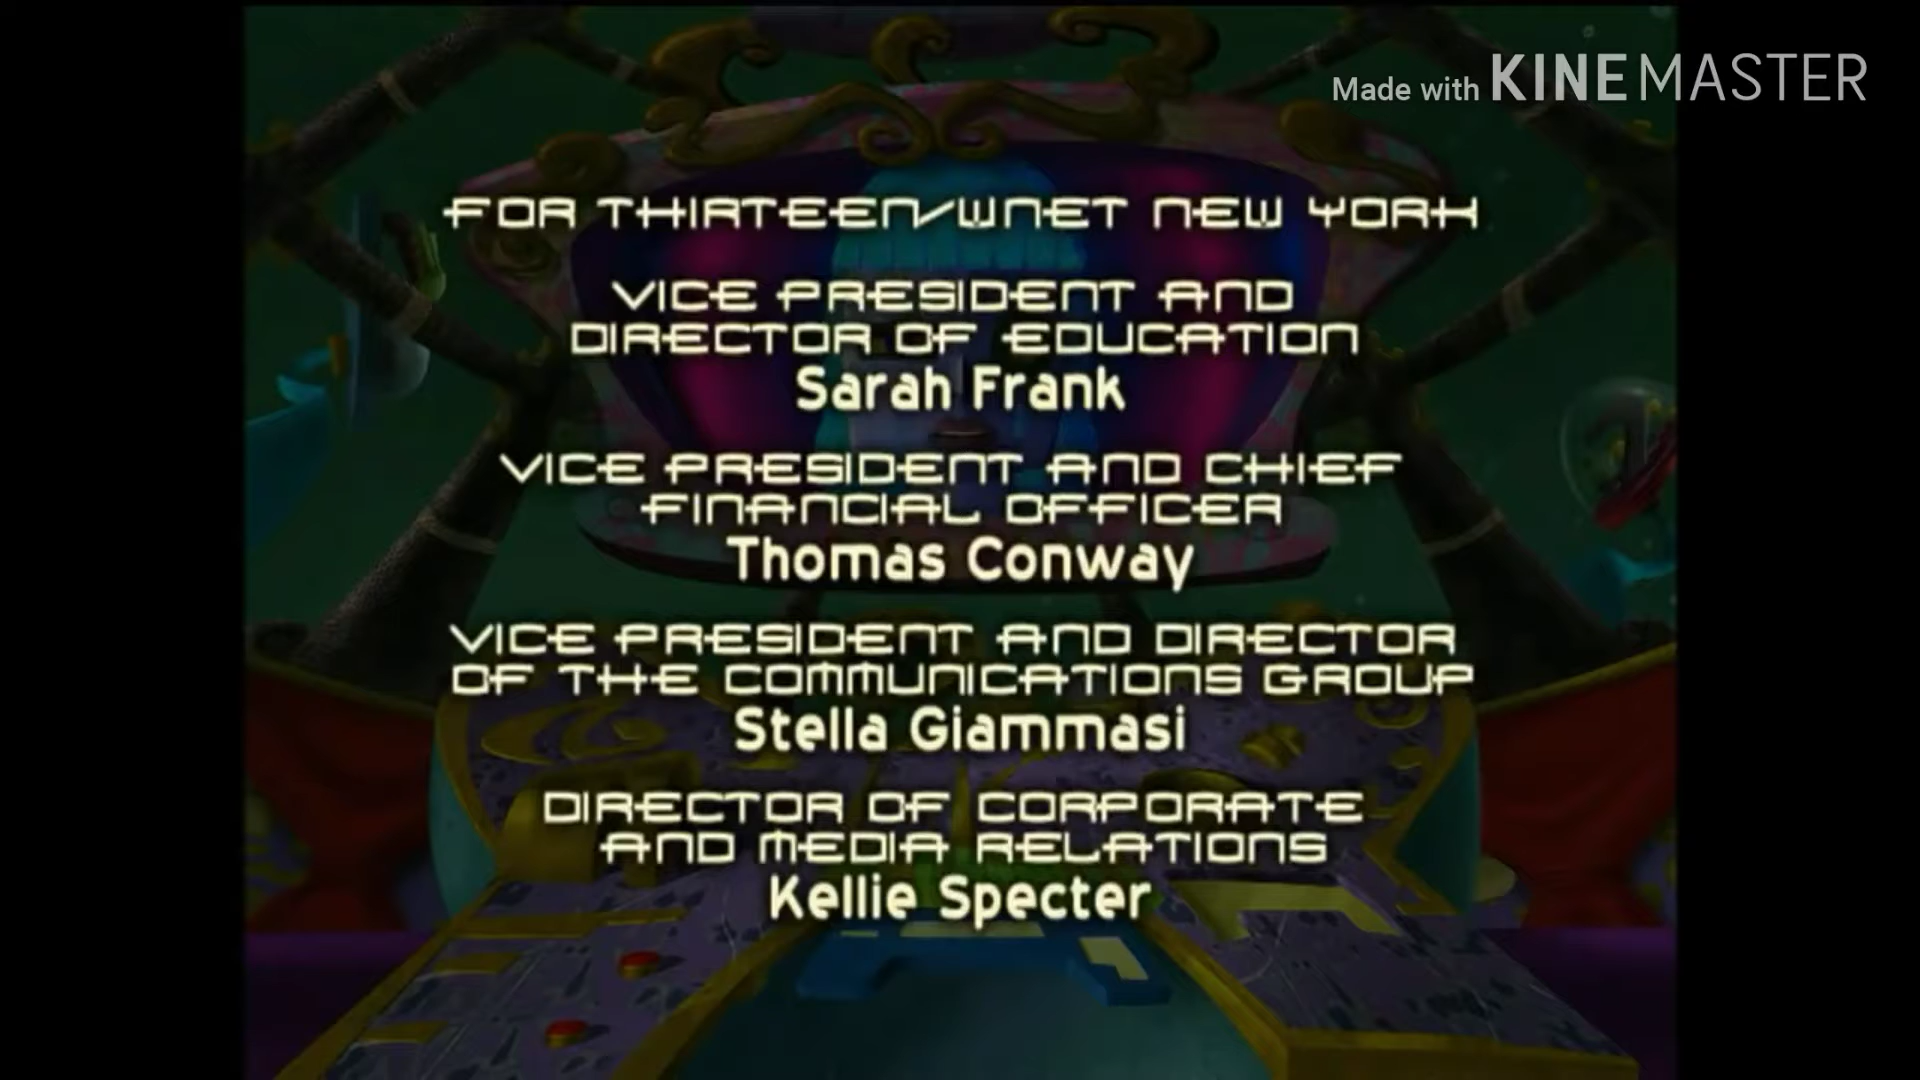 Made with KINEMASTER
FOR THIRTEEN/WNET NEW YORK
VICE PRESIDENT AND
DIRECTOR OF EDUCATION
Sarah Frank
VICE PRESIDENT AND CHIEF
FINANCIAL OFFICER
Thomas Conway
VICE PRESIDENT AND DIRECTOR
OF THE COMMUNICATIONS GROUP
Stella Giammasi
DIRECTOR OF CORPORATE
AND MEDIA RELATIONS
Kellie Specter